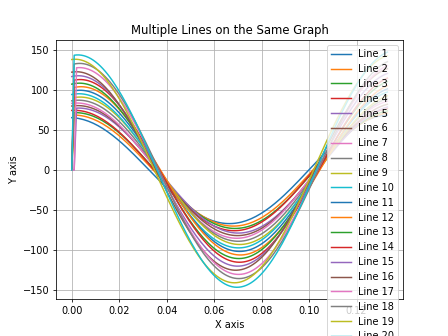 Multiple Lines on the Same Graph
Y axis
150
100
50
0
−50
−100
−150
0.00
0.02
0.04
0.06
0.08
0.10
X axis
Line 1
Line 2
Line 3
Line 4
Line 5
Line 6
Line 7
Line 8
Line 9
Line 10
Line 11
Line 12
Line 13
Line 14
Line 15
Line 16
Line 17
Line 18
Line 19
Line 20